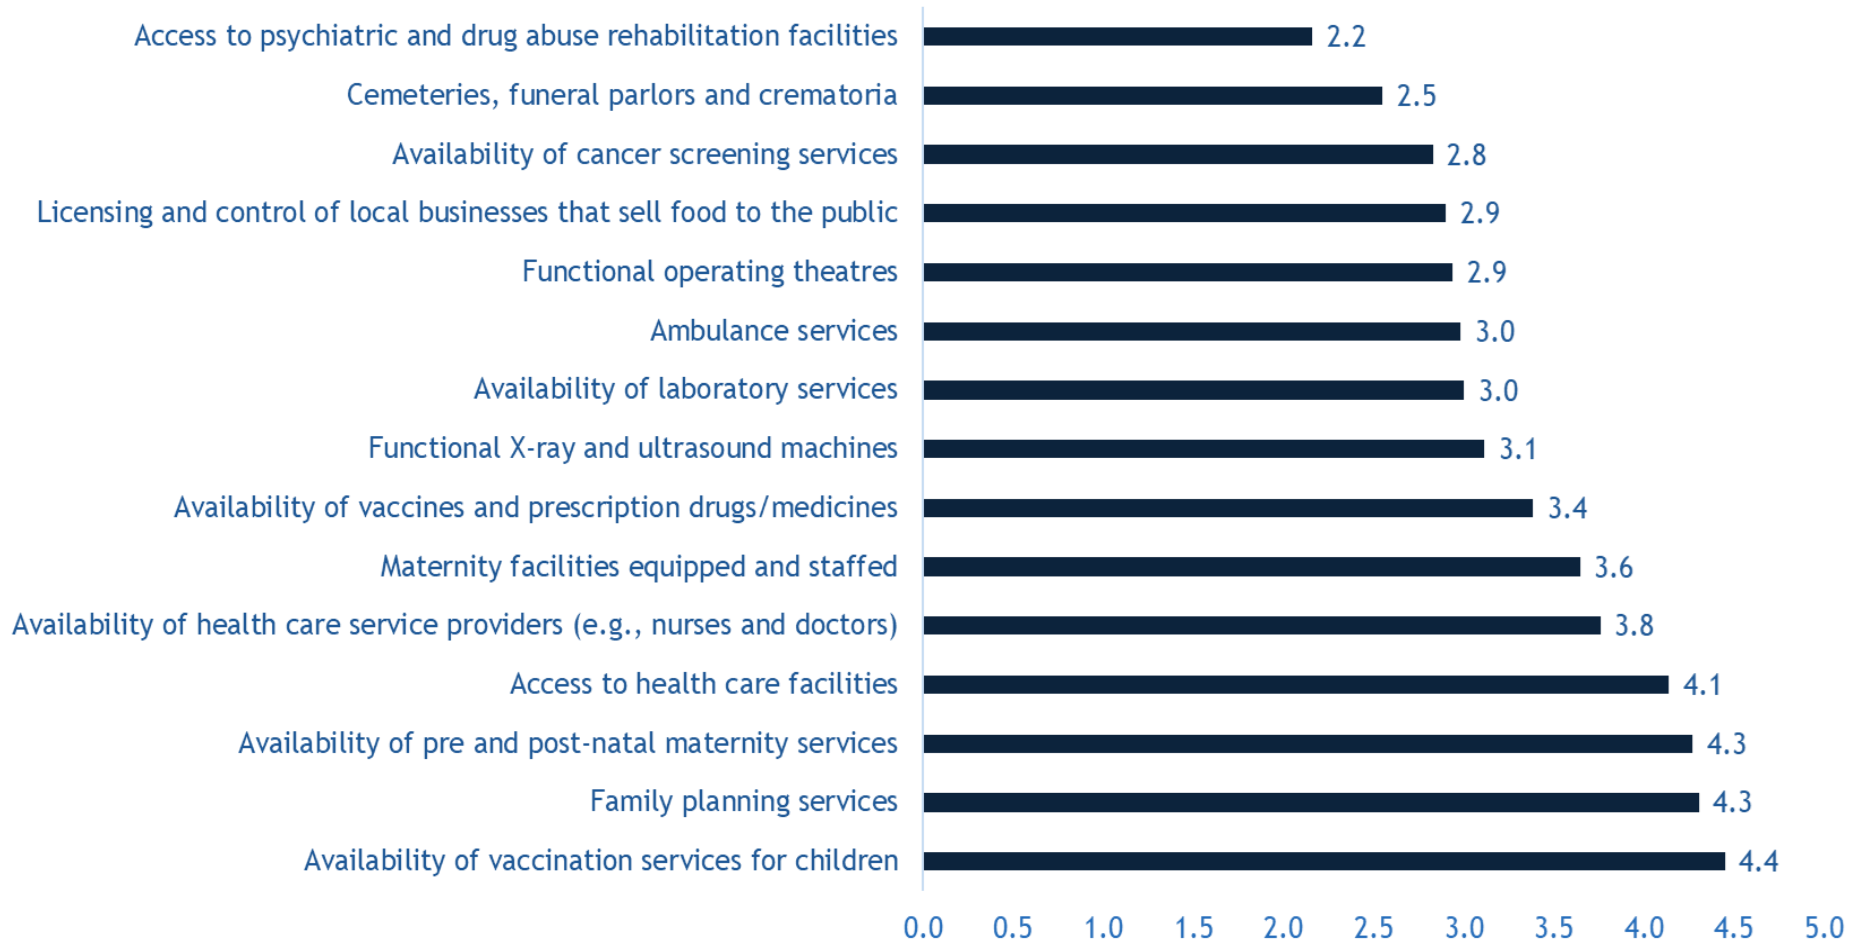 Access to psychiatric and drug abuse rehabilitation facilities 2.2
Cemeteries, funeral parlors and crematoria 2.5
Availability of cancer screening services 2.8
Licensing and control of local businesses that sell food to the public 2.9
Functional operating theatres 2.9
Ambulance services 3.0
Availability of laboratory services 3.0
Functional X-ray and ultrasound machines 3.1
Availability of vaccines and prescription drugs/medicines 3.4
Maternity facilities equipped and staffed 3.6
Availability of health care service providers (e.g., nurses and doctors) 3.8
Access to health care facilities 4.1
Availability of pre and post-natal maternity services 4.3
Family planning services 4.3
Availability of vaccination services for children 4.4
0.0 0.5 1.0 1.5 2.0 2.5 3.0 3.5 4.0 4.5 5.0